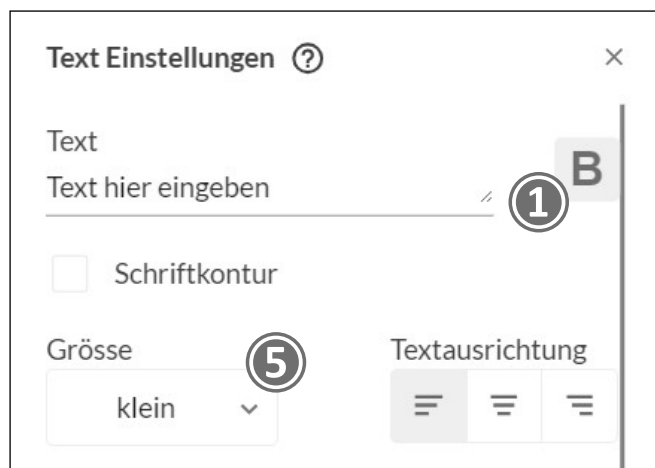 Text Einstellungen ?
Text
B
Text hier eingeben
1
Schriftkontur
Grösse
5
Textausrichtung
klein